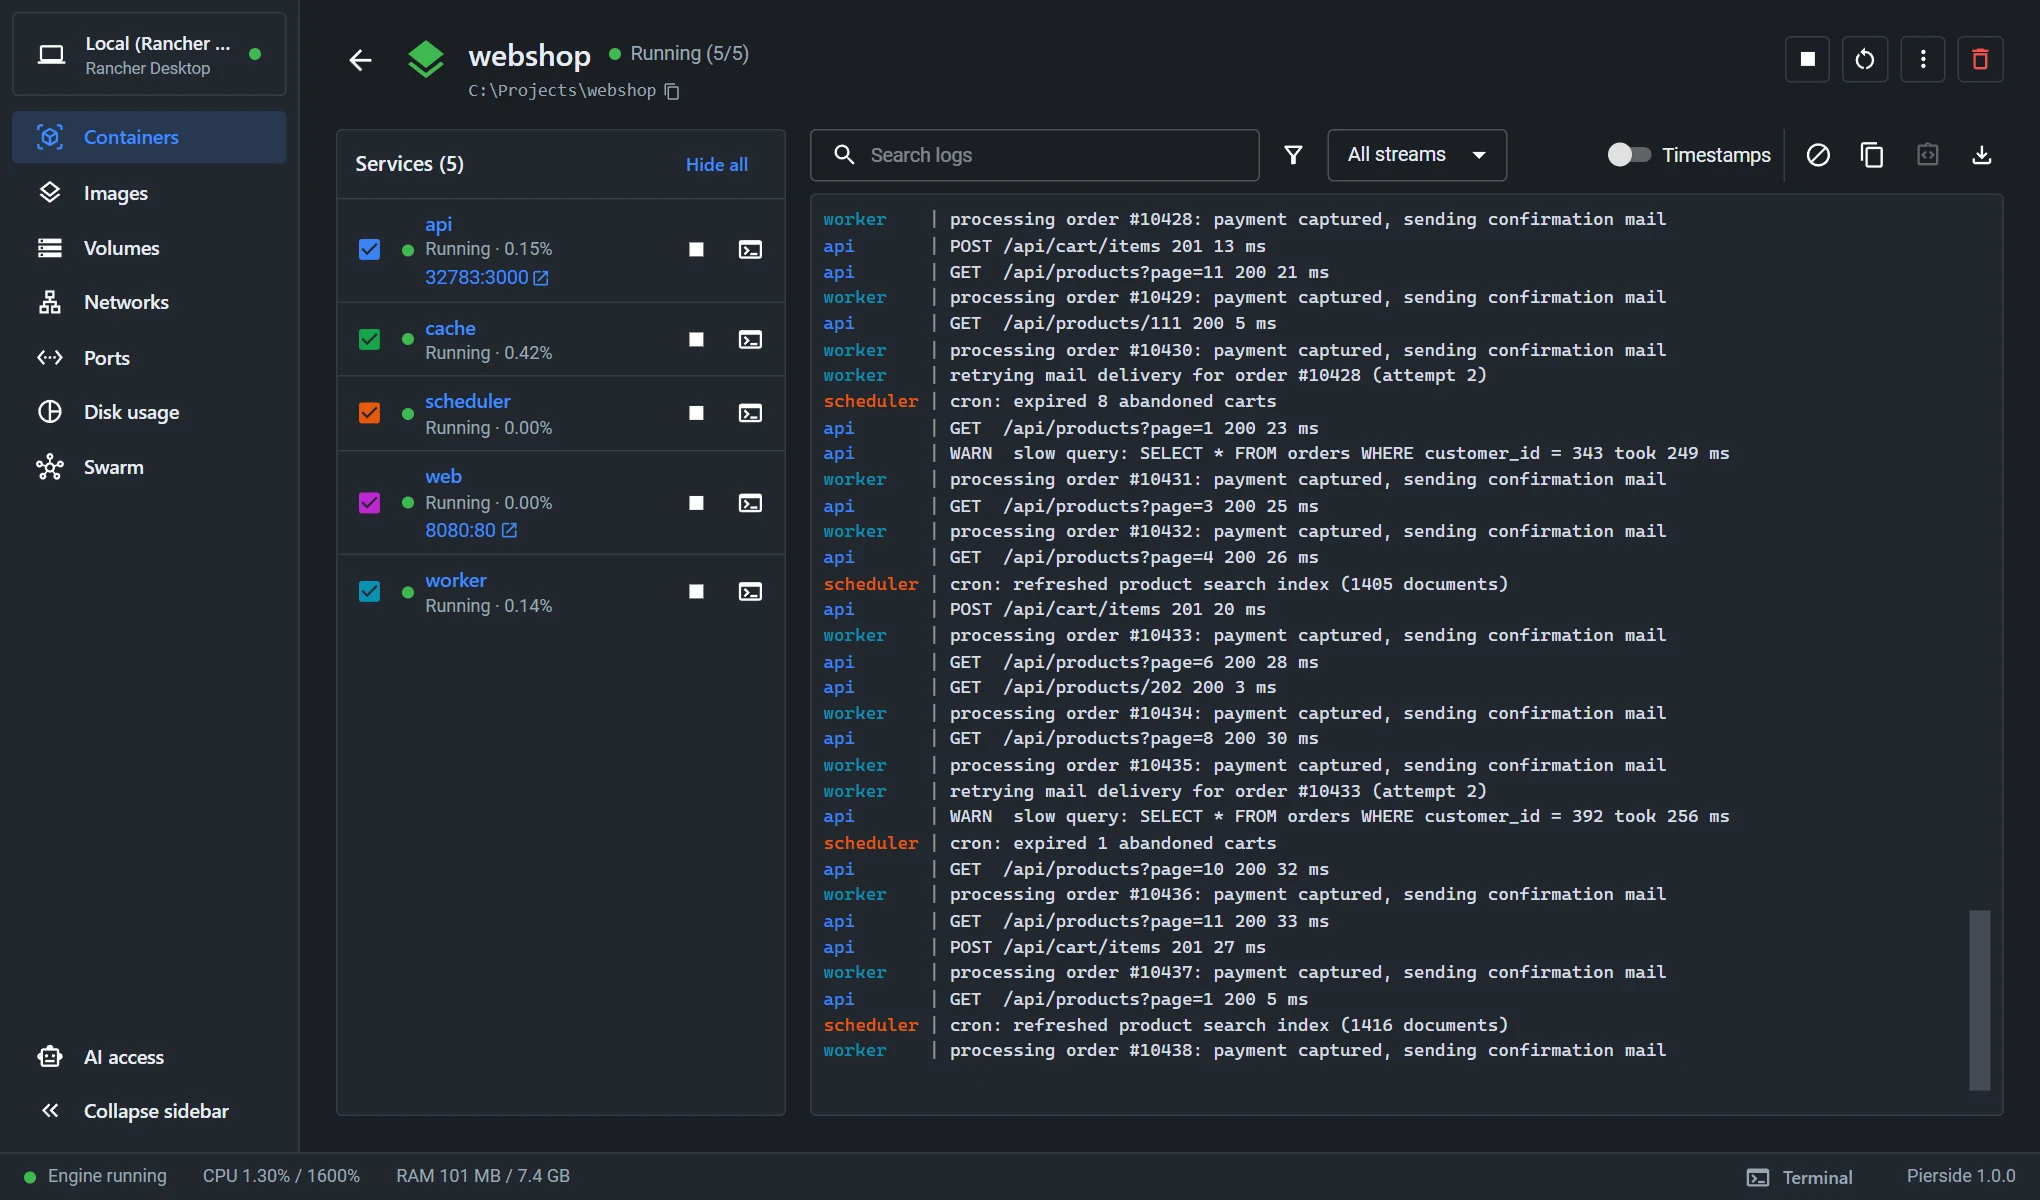 Local (Rancher ...
Rancher Desktop
Containers
Images
Volumes
Networks
Ports
Disk usage
Swarm
AI access
Collapse sidebar
webshop Running (5/5)
C:\Projects\webshop
Services (5) Hide all
api
Running · 0.15%
32783:3000
cache
Running · 0.42%
scheduler
Running · 0.00%
web
Running · 0.00%
8080:80
worker
Running · 0.14%
Search logs All streams Timestamps
worker | processing order #10428: payment captured, sending confirmation mail
api | POST /api/cart/items 201 13 ms
api | GET /api/products?page=11 200 21 ms
worker | processing order #10429: payment captured, sending confirmation mail
api | GET /api/products/111 200 5 ms
worker | processing order #10430: payment captured, sending confirmation mail
worker | retrying mail delivery for order #10428 (attempt 2)
scheduler | cron: expired 8 abandoned carts
api | GET /api/products?page=1 200 23 ms
api | WARN slow query: SELECT * FROM orders WHERE customer_id = 343 took 249 ms
worker | processing order #10431: payment captured, sending confirmation mail
api | GET /api/products?page=3 200 25 ms
worker | processing order #10432: payment captured, sending confirmation mail
api | GET /api/products?page=4 200 26 ms
scheduler | cron: refreshed product search index (1405 documents)
api | POST /api/cart/items 201 20 ms
worker | processing order #10433: payment captured, sending confirmation mail
api | GET /api/products?page=6 200 28 ms
api | GET /api/products/202 200 3 ms
worker | processing order #10434: payment captured, sending confirmation mail
api | GET /api/products?page=8 200 30 ms
worker | processing order #10435: payment captured, sending confirmation mail
worker | retrying mail delivery for order #10433 (attempt 2)
api | WARN slow query: SELECT * FROM orders WHERE customer_id = 392 took 256 ms
scheduler | cron: expired 1 abandoned carts
api | GET /api/products?page=10 200 32 ms
worker | processing order #10436: payment captured, sending confirmation mail
api | GET /api/products?page=11 200 33 ms
api | POST /api/cart/items 201 27 ms
worker | processing order #10437: payment captured, sending confirmation mail
api | GET /api/products?page=1 200 5 ms
scheduler | cron: refreshed product search index (1416 documents)
worker | processing order #10438: payment captured, sending confirmation mail
Engine running CPU 1.30% / 1600% RAM 101 MB / 7.4 GB Terminal Pierside 1.0.0